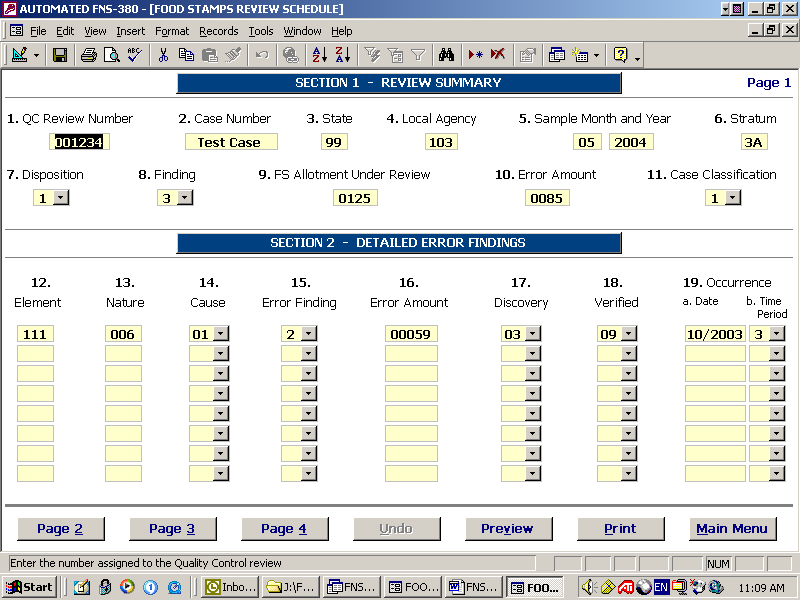 AUTOMATED FNS-380 - [FOOD STAMPS REVIEW SCHEDULE]
File Edit View Insert Format Records Tools Window Help
SECTION 1 - REVIEW SUMMARY
Page 1
1. QC Review Number 2. Case Number 3. State 4. Local Agency 5. Sample Month and Year 6. Stratum
001234 Test Case 99 103 05 2004 3A
7. Disposition 8. Finding 9. FS Allotment Under Review 10. Error Amount 11. Case Classification
1 3 0125 0085 1
SECTION 2 - DETAILED ERROR FINDINGS
12. 13. 14. 15. 16. 17. 18. 19. Occurrence
Element Nature Cause Error Finding Error Amount Discovery Verified a. Date b. Time Period
111 006 01 2 00059 03 09 10/2003 3
Page 2 Page 3 Page 4 Undo Preview Print Main Menu
Enter the number assigned to the Quality Control review NUM
Start Inbo... J:\F... FNS... FOO... FNS... FOO... EN 11:09 AM